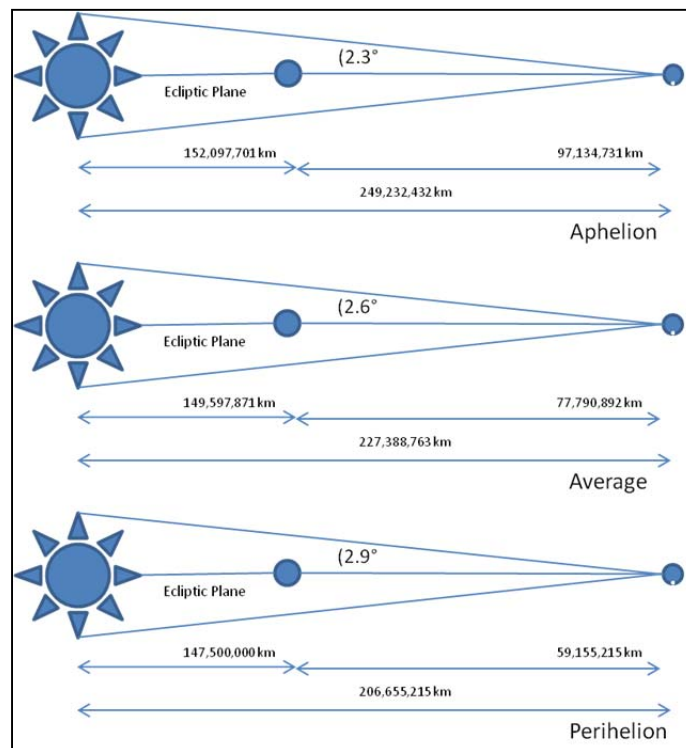 (2.3°
Ecliptic Plane
152,097,701 km
97,134,731 km
249,232,432 km
Aphelion
(2.6°
Ecliptic Plane
149,597,871 km
77,790,892 km
227,388,763 km
Average
(2.9°
Ecliptic Plane
147,500,000 km
59,155,215 km
206,655,215 km
Perihelion